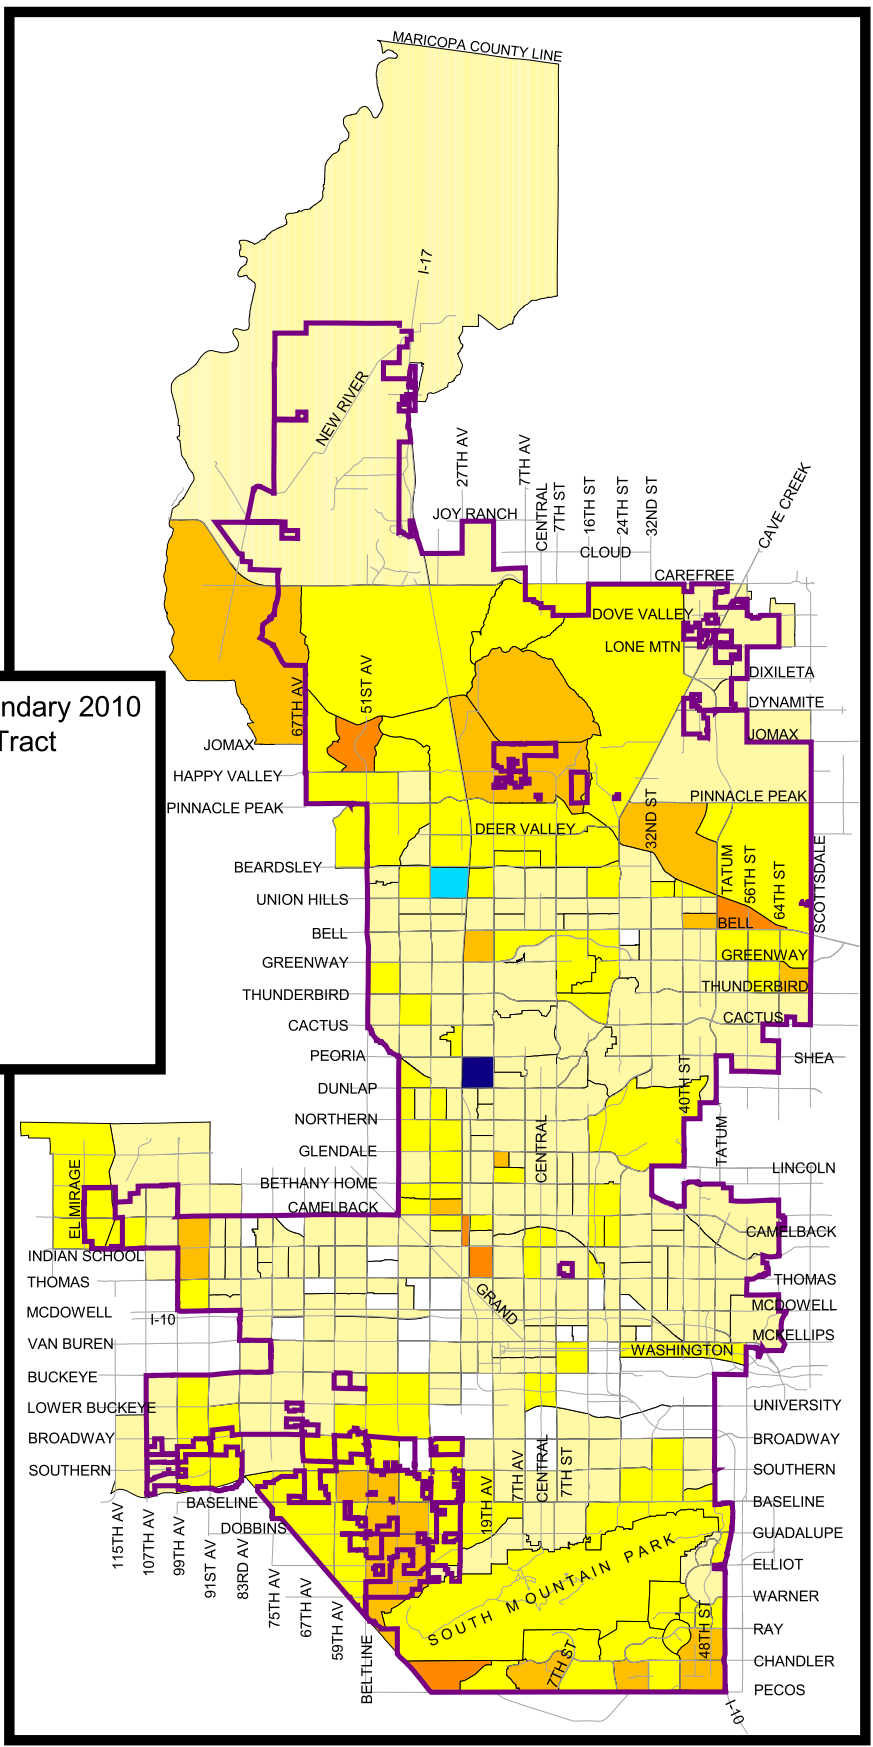 MARICOPA COUNTY LINE
I-17
NEW RIVER
27TH AV
7TH AV
CENTRAL
7TH ST
16TH ST
24TH ST
32ND ST
CAVE CREEK
JOY RANCH
CLOUD
CAREFREE
DOVE VALLEY
LONE MTN
DIXILETA
DYNAMITE
JOMAX
67TH AV
51ST AV
ndary 2010
Tract
JOMAX
HAPPY VALLEY
PINNACLE PEAK
PINNACLE PEAK
32ND ST
DEER VALLEY
BEARDSLEY
UNION HILLS
TATUM
56TH ST
64TH ST
SCOTTSDALE
BELL
BELL
GREENWAY
GREENWAY
THUNDERBIRD
THUNDERBIRD
CACTUS
CACTUS
PEORIA
SHEA
DUNLAP
40TH ST
NORTHERN
CENTRAL
TATUM
GLENDALE
LINCOLN
BETHANY HOME
EL MIRAGE
CAMELBACK
CAMELBACK
INDIAN SCHOOL
THOMAS
THOMAS
GRAND
MCDOWELL
MCDOWELL
I-10
MCKELLIPS
VAN BUREN
WASHINGTON
BUCKEYE
LOWER BUCKEYE
UNIVERSITY
BROADWAY
BROADWAY
SOUTHERN
SOUTHERN
19TH AV
7TH AV
CENTRAL
7TH ST
BASELINE
BASELINE
DOBBINS
GUADALUPE
115TH AV
107TH AV
99TH AV
91ST AV
83RD AV
75TH AV
67TH AV
59TH AV
BELTLINE
SOUTH MOUNTAIN PARK
ELLIOT
WARNER
48TH ST
RAY
7TH ST
CHANDLER
PECOS
I-10